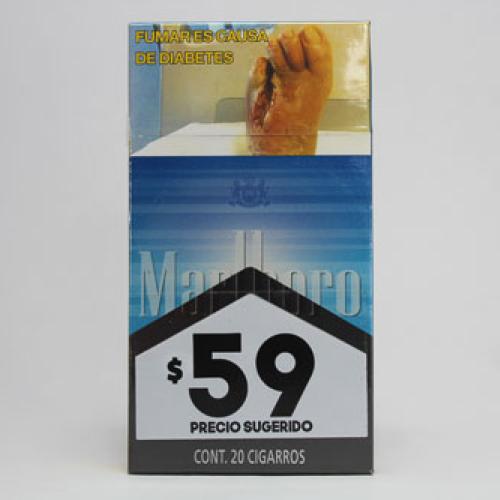 FUMAR ES CAUSA
DE DIABETES
Marlboro
$59
PRECIO SUGERIDO
CONT. 20 CIGARROS